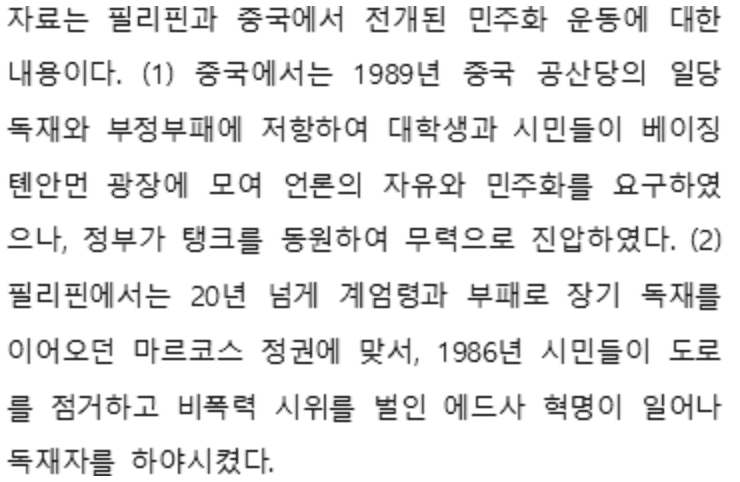 자료는 필리핀과 중국에서 전개된 민주화 운동에 대한
내용이다. (1) 중국에서는 1989년 중국 공산당의 일당
독재와 부정부패에 저항하여 대학생과 시민들이 베이징
톈안먼 광장에 모여 언론의 자유와 민주화를 요구하였
으나, 정부가 탱크를 동원하여 무력으로 진압하였다. (2)
필리핀에서는 20년 넘게 계엄령과 부패로 장기 독재를
이어오던 마르코스 정권에 맞서, 1986년 시민들이 도로
를 점거하고 비폭력 시위를 벌인 에드사 혁명이 일어나
독재자를 하야시켰다.